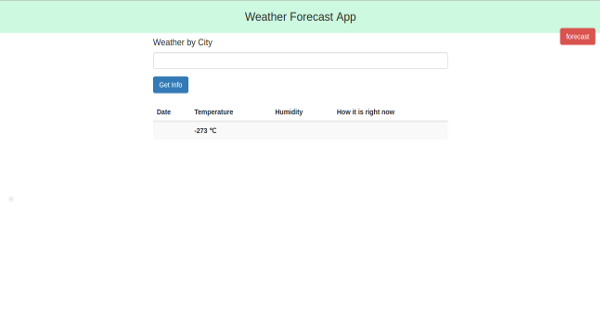 Weather Forecast App
forecast
Weather by City
Get Info
Date Temperature Humidity How it is right now
-273 ℃